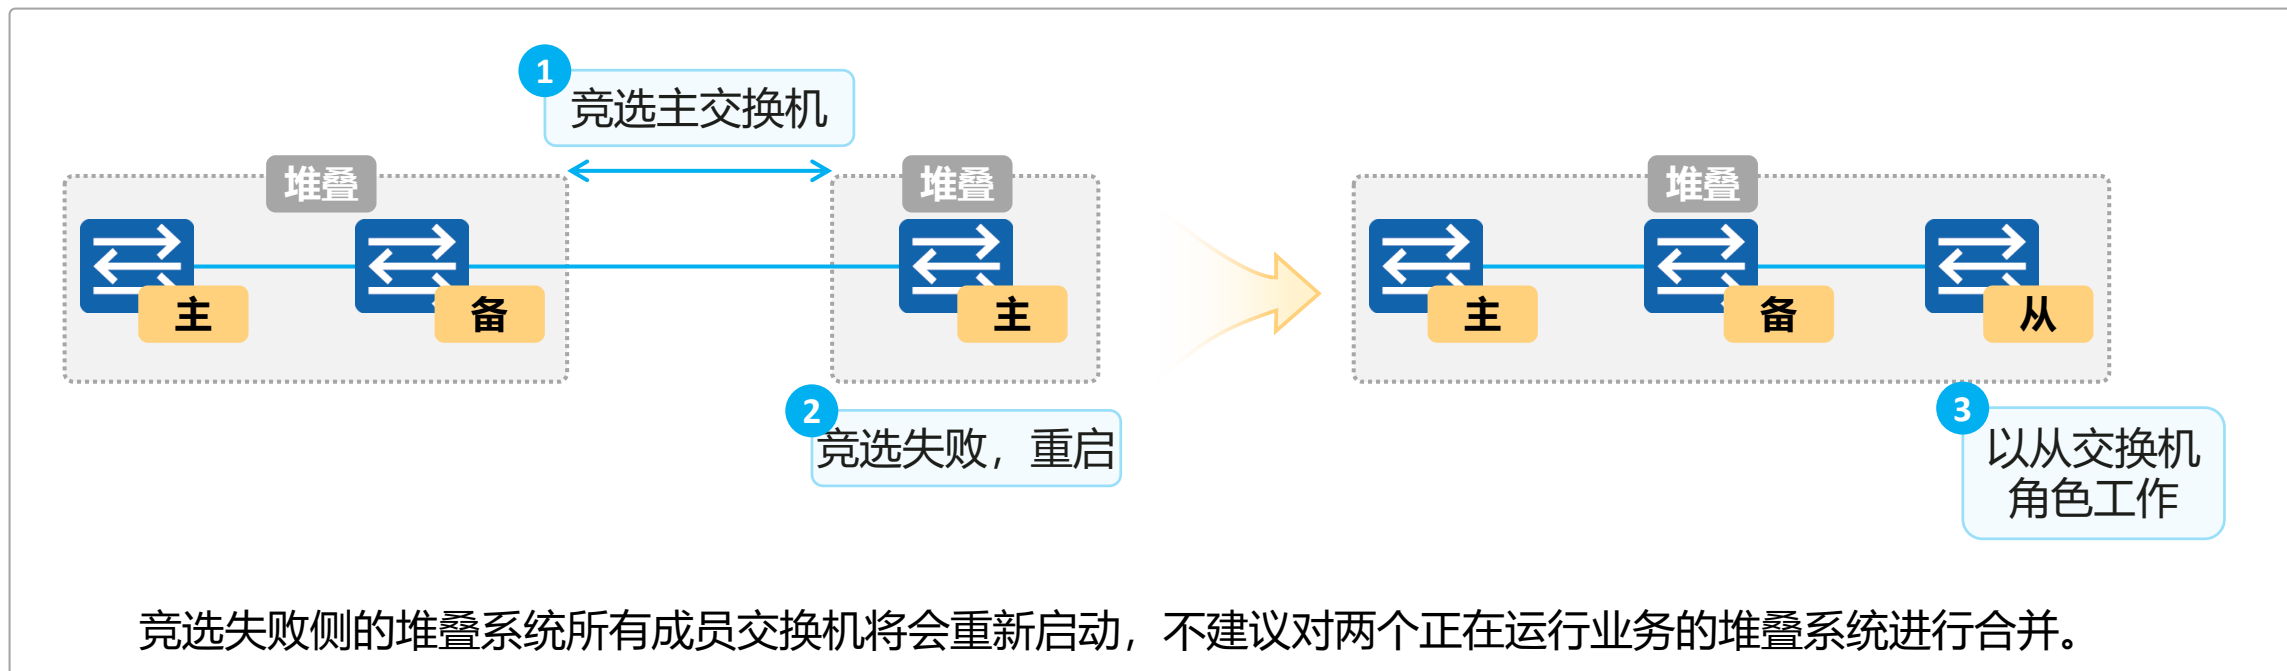 1
竞选主交换机
堆叠
堆叠
堆叠
主
备
主
主
备
从
2
竞选失败，重启
3
以从交换机
角色工作
竞选失败侧的堆叠系统所有成员交换机将会重新启动，不建议对两个正在运行业务的堆叠系统进行合并。